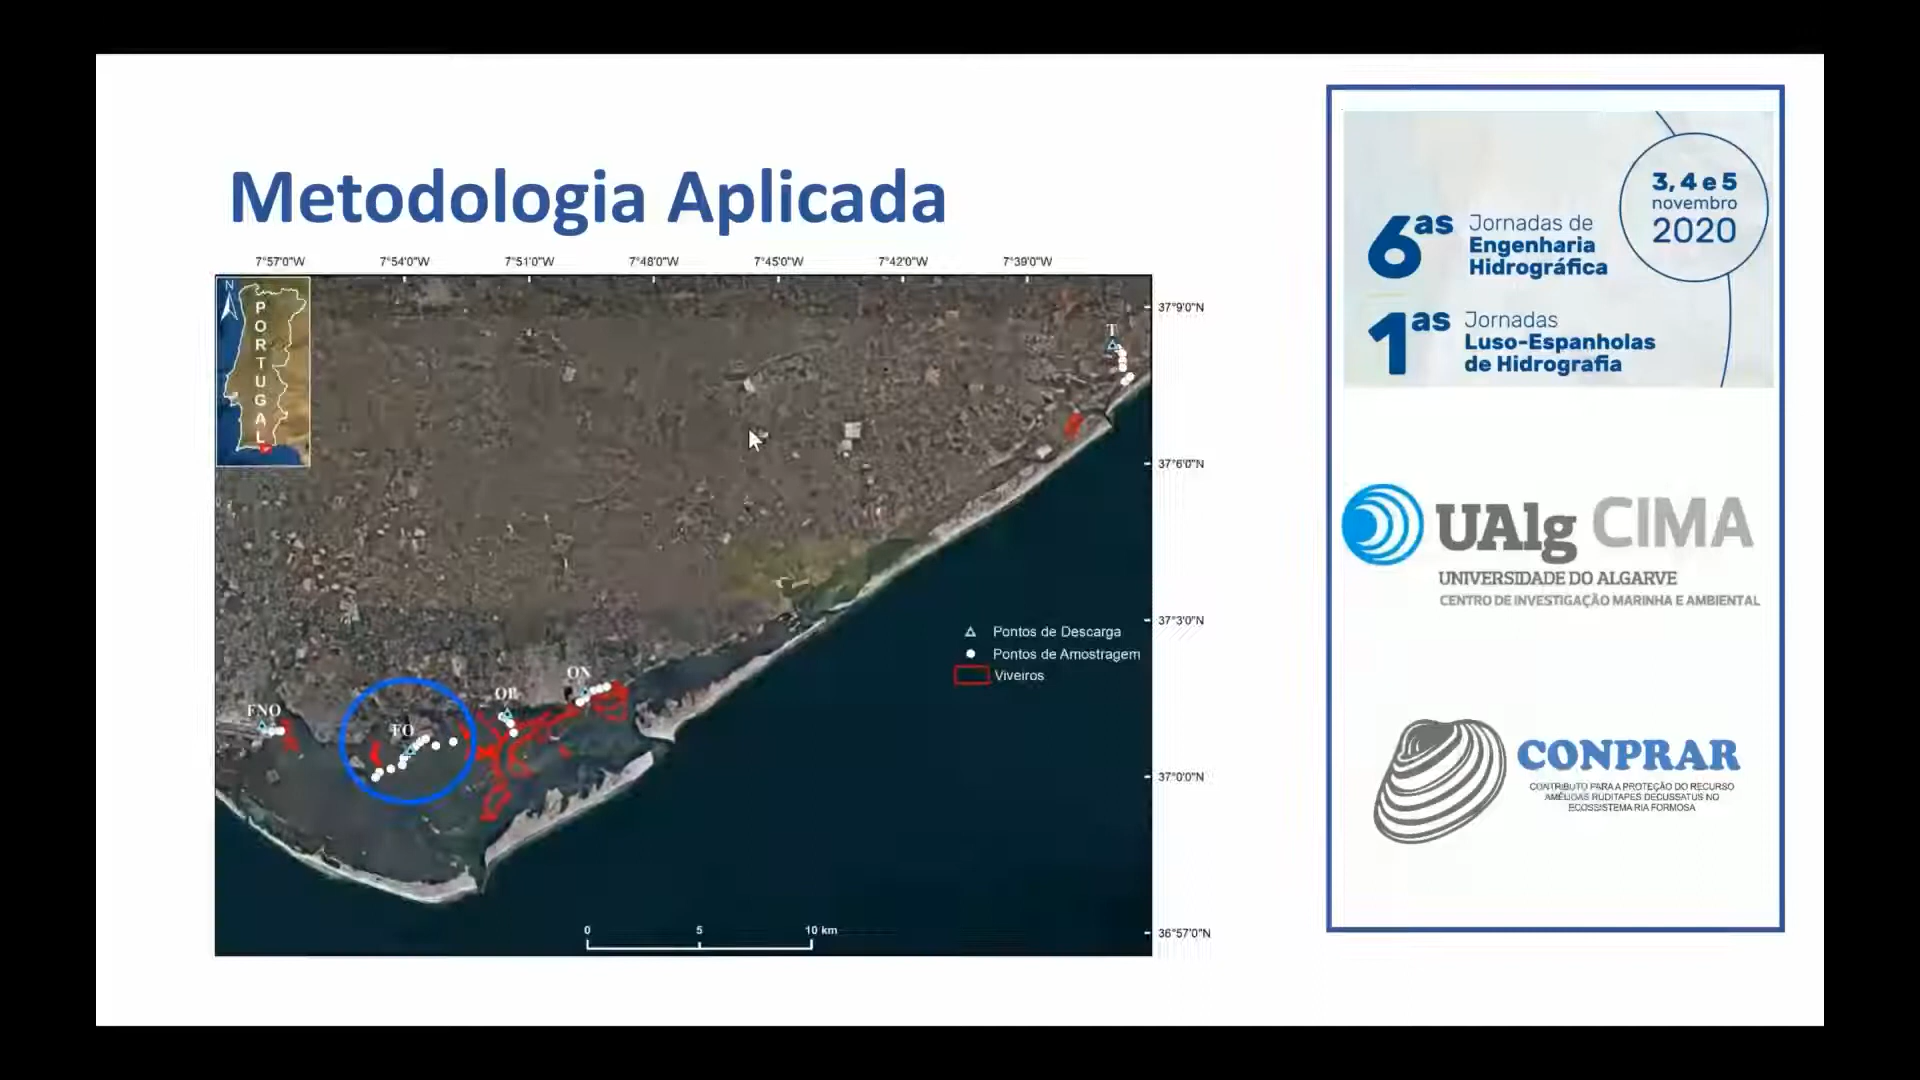 Metodologia Aplicada
7°57'0"W 7°54'0"W 7°51'0"W 7°48'0"W 7°45'0"W 7°42'0"W 7°39'0"W
N
PORTUGAL
37°9'0"N
T
37°6'0"N
37°3'0"N
Pontos de Descarga
Pontos de Amostragem
Viveiros
ON
FNO
FO
37°0'0"N
0 5 10 km
36°57'0"N
3, 4 e 5
novembro
2020
6as Jornadas de
Engenharia
Hidrográfica
1as Jornadas
Luso-Espanholas
de Hidrografia
UAlg CIMA
UNIVERSIDADE DO ALGARVE
CENTRO DE INVESTIGAÇÃO MARINHA E AMBIENTAL
CONPRAR
CONTRIBUTO PARA A PROTEÇÃO DO RECURSO
AMÊIJOAS RUDITAPES DECUSSATUS NO
ECOSSISTEMA RIA FORMOSA